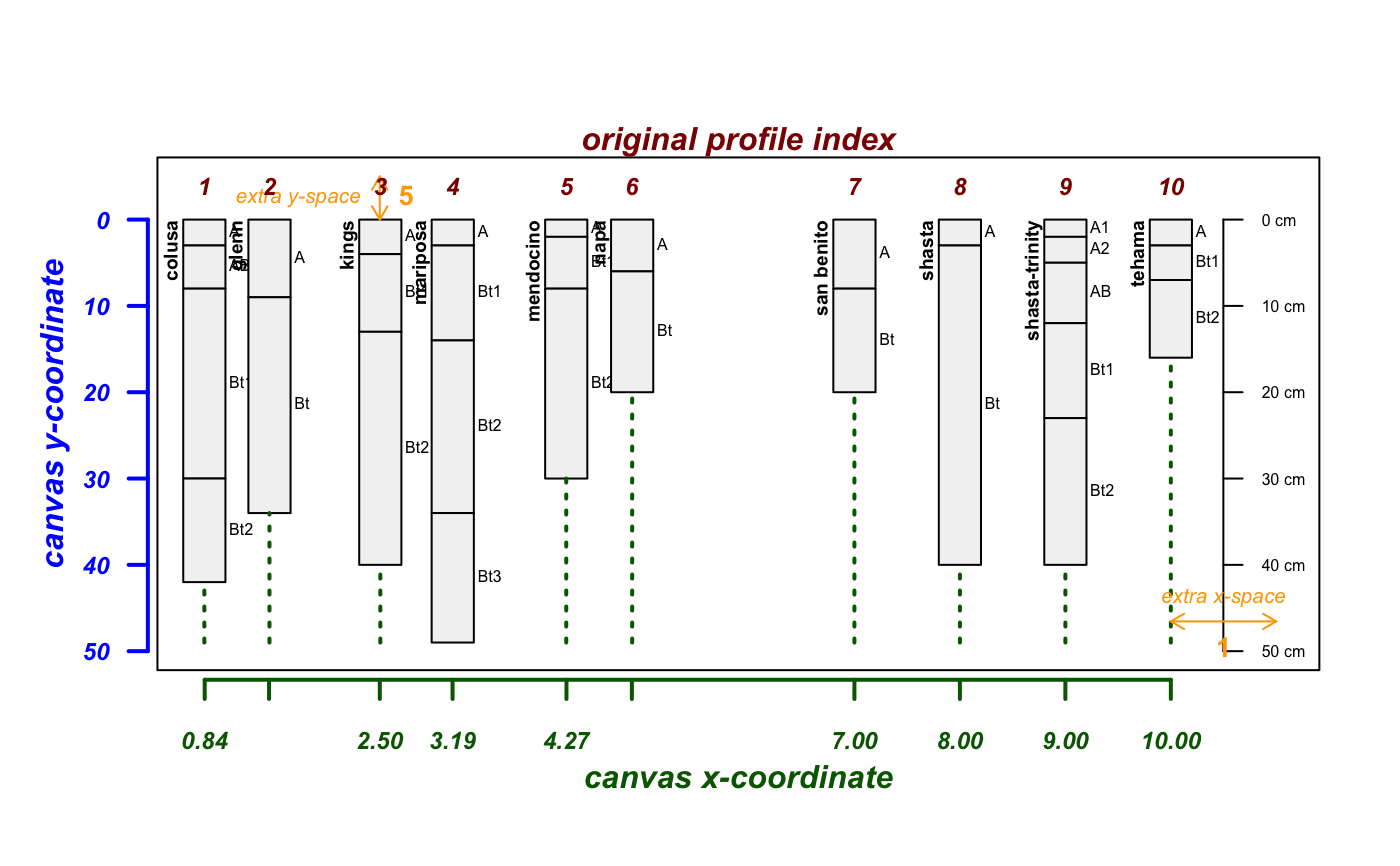 original profile index
1 2 3 4 5 6 7 8 9 10
extra y-space 5
canvas y-coordinate
0
10
20
30
40
50
colusa
A
Bt1
Bt2
glenn
A
Bt
kings
A
Bt2
mariposa
A
Bt1
Bt2
Bt3
mendocino
A
Bt1
Bt2
napa
A
Bt
san benito
A
Bt
shasta
A
Bt
shasta-trinity
A1
A2
AB
Bt1
Bt2
tehama
A
Bt1
Bt2
0 cm
10 cm
20 cm
30 cm
40 cm
50 cm
extra x-space
1
0.84 2.50 3.19 4.27 7.00 8.00 9.00 10.00
canvas x-coordinate